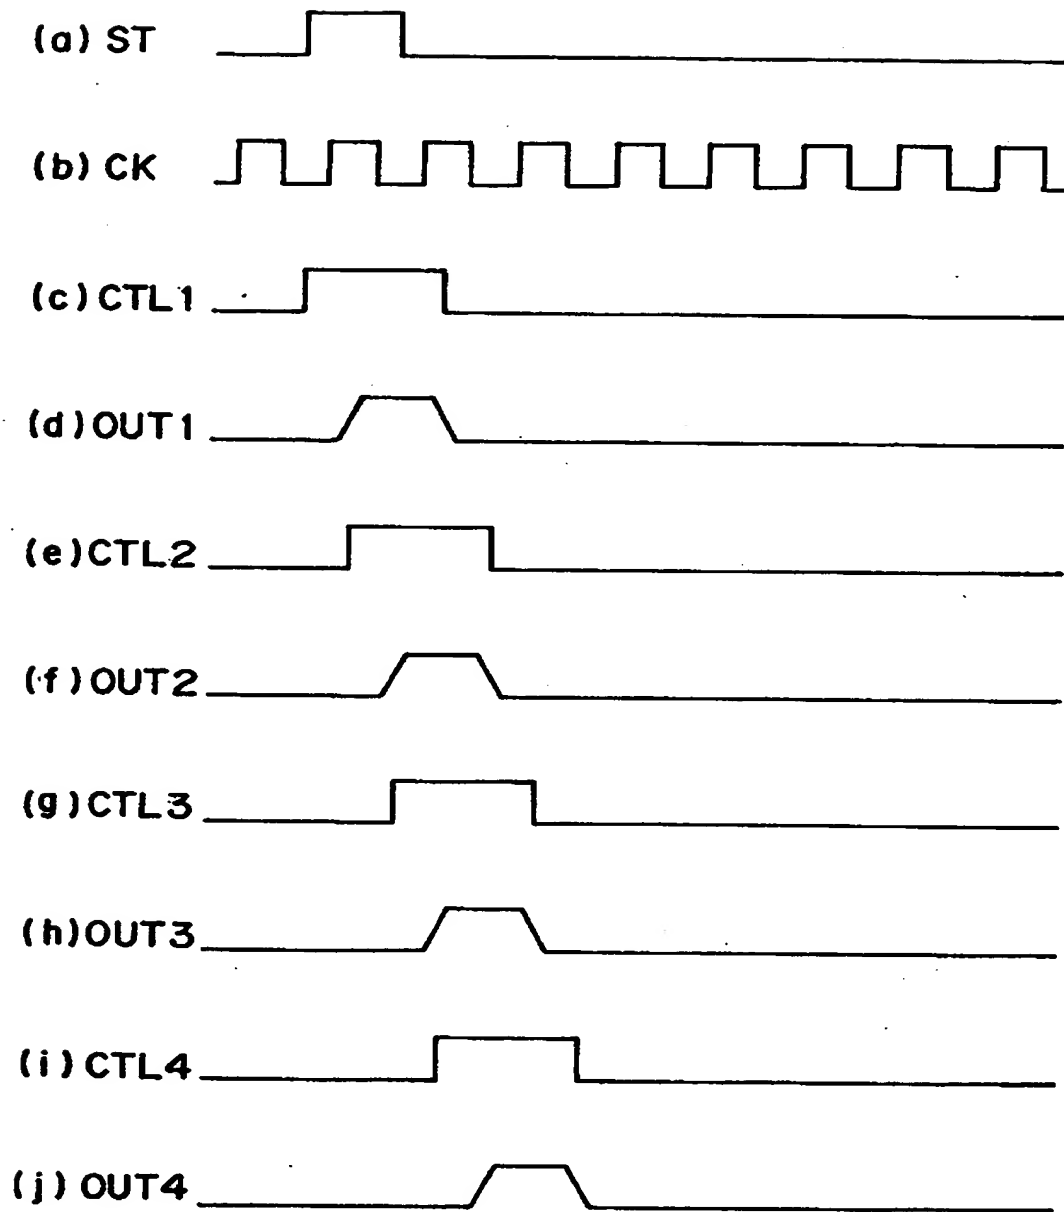 (a) ST
(b) CK
(c) CTL1
(d) OUT1
(e) CTL2
(f) OUT2
(g) CTL3
(h) OUT3
(i) CTL4
(j) OUT4